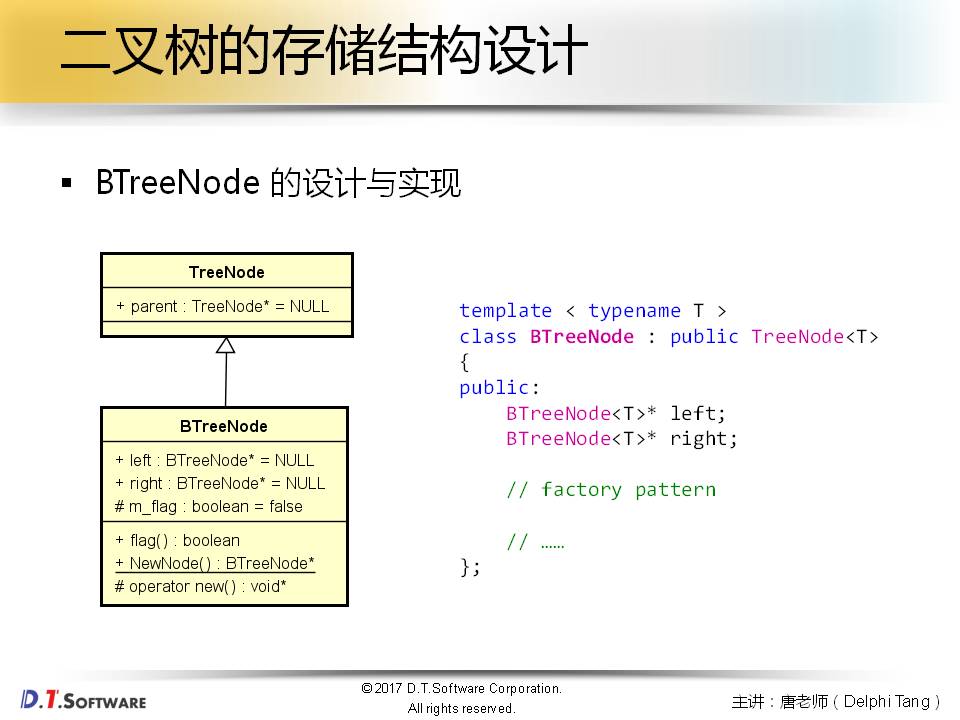 二叉树的存储结构设计
▪ BTreeNode 的设计与实现
TreeNode
+ parent : TreeNode* = NULL
BTreeNode
+ left : BTreeNode* = NULL
+ right : BTreeNode* = NULL
# m_flag : boolean = false
+ flag() : boolean
+ NewNode() : BTreeNode*
# operator new() : void*
template < typename T >
class BTreeNode : public TreeNode<T>
{
public:
BTreeNode<T>* left;
BTreeNode<T>* right;
// factory pattern
// ……
};
D.T.SOFTWARE
©2017 D.T.Software Corporation.
All rights reserved.
主讲：唐老师 ( Delphi Tang )